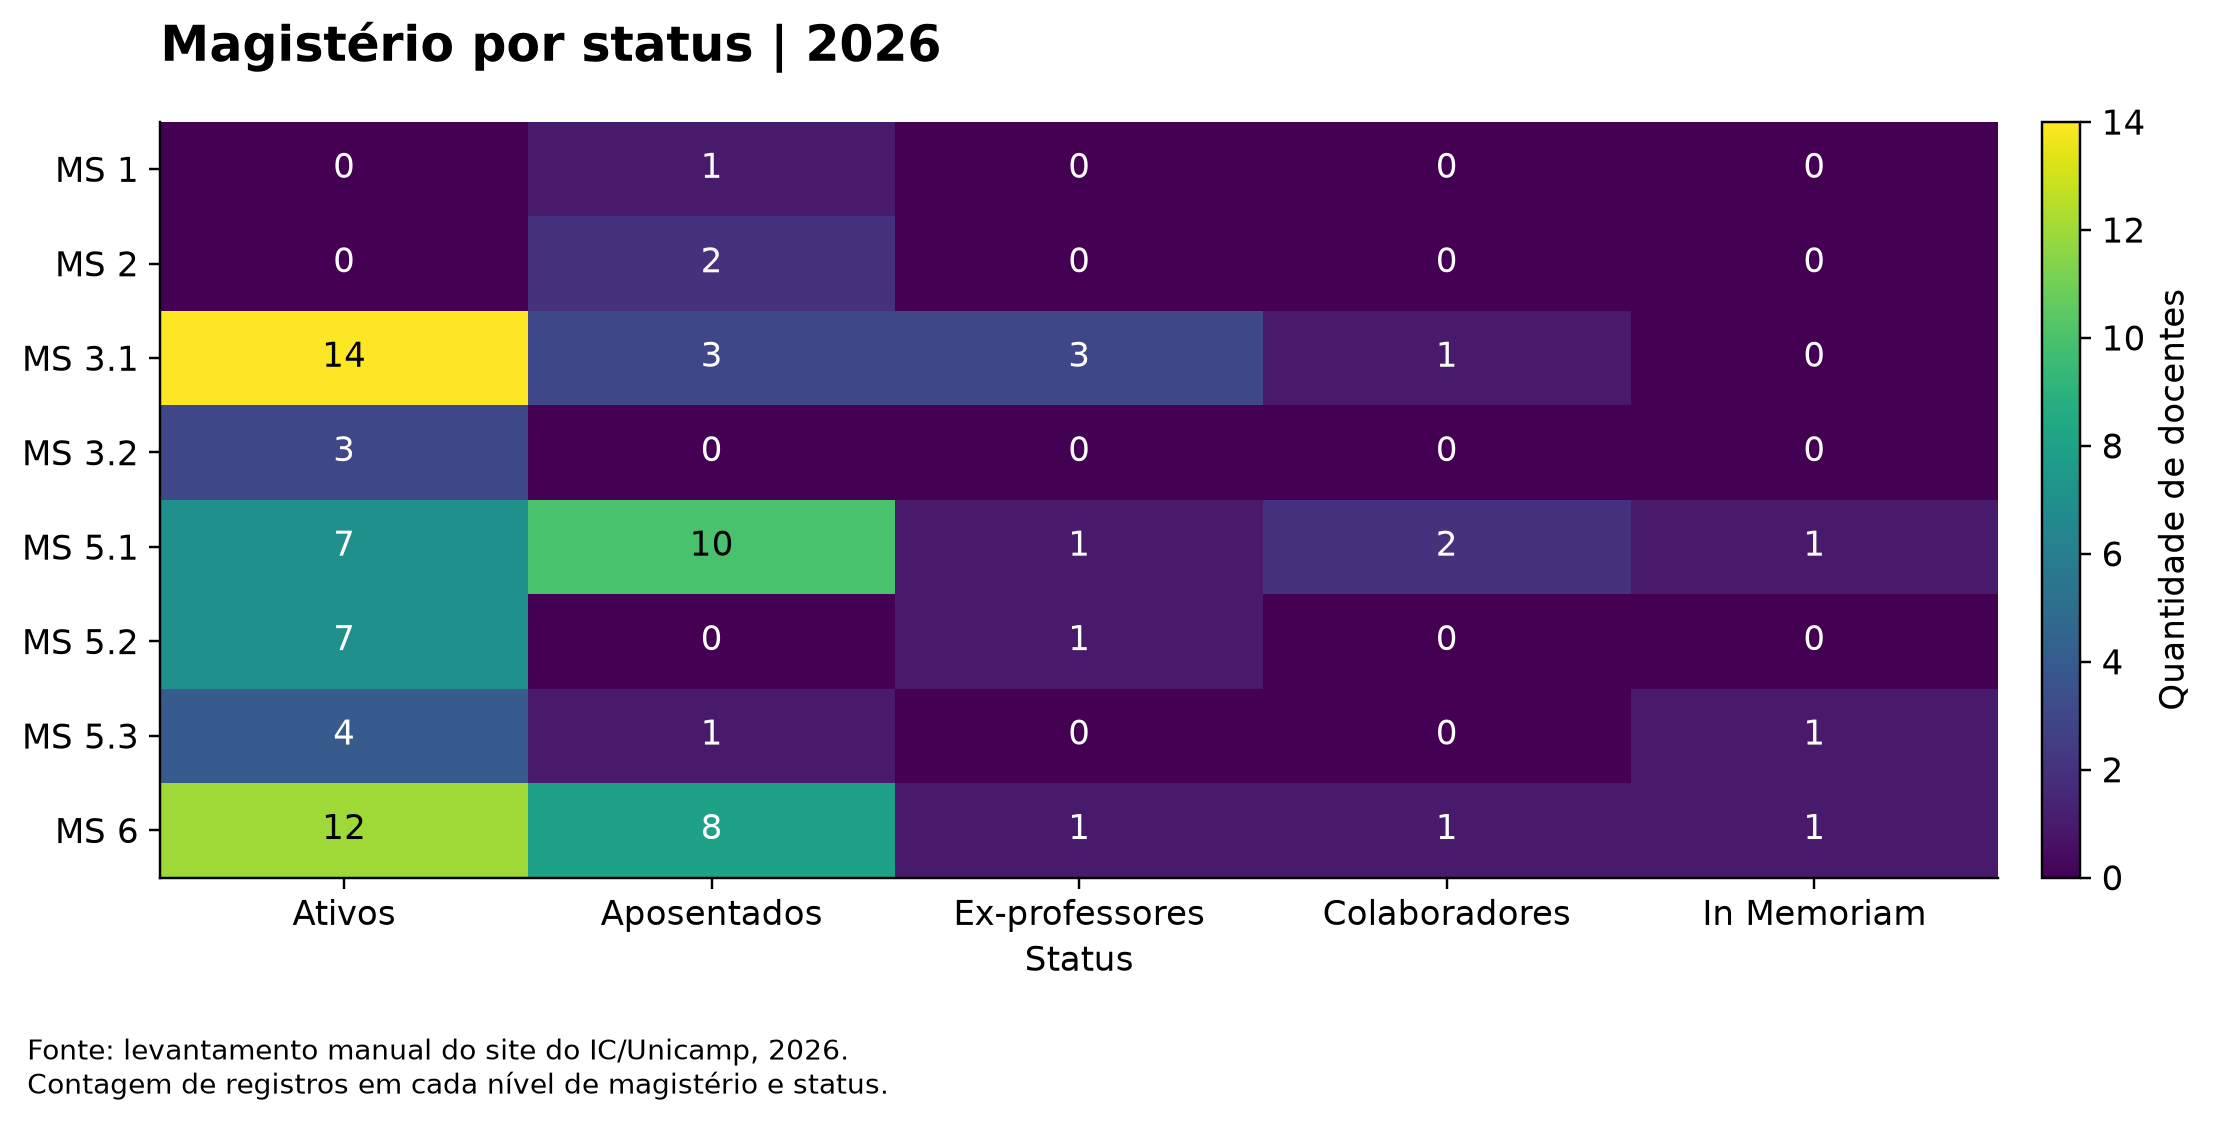 Magistério por status | 2026
MS 1 0 1 0 0 0
MS 2 0 2 0 0 0
MS 3.1 14 3 3 1 0
MS 3.2 3 0 0 0 0
MS 5.1 7 10 1 2 1
MS 5.2 7 0 1 0 0
MS 5.3 4 1 0 0 1
MS 6 12 8 1 1 1
Ativos Aposentados Ex-professores Colaboradores In Memoriam
Status
14
12
10
8
6
4
2
0
Quantidade de docentes
Fonte: levantamento manual do site do IC/Unicamp, 2026.
Contagem de registros em cada nível de magistério e status.